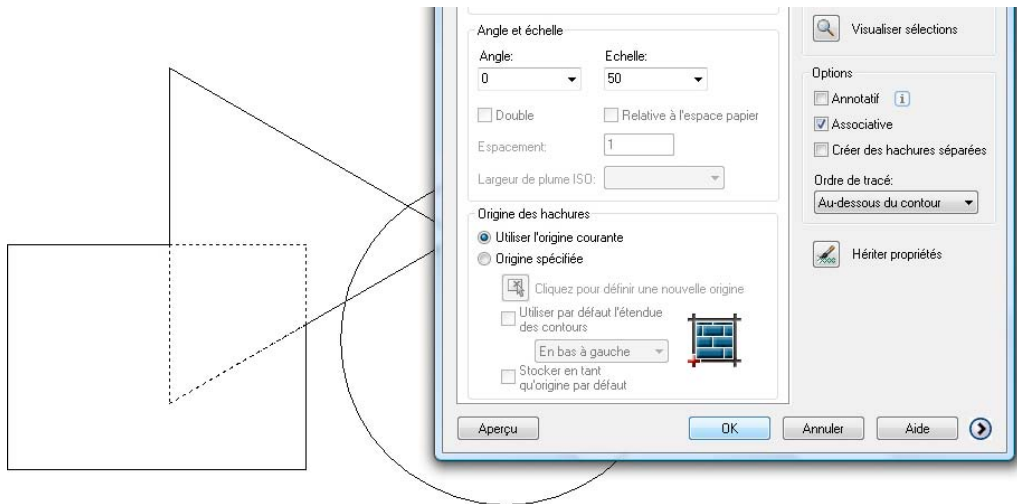 Angle et échelle
Angle:
Echelle:
0
50
Double
Relative à l'espace papier
Espacement:
1
Largeur de plume ISO:
Origine des hachures
Utiliser l'origine courante
Origine spécifiée
Cliquez pour définir une nouvelle origine
Utiliser par défaut l'étendue
des contours
En bas à gauche
Stocker en tant
qu'origine par défaut
Visualiser sélections
Options
Annotatif
i
Associative
Créer des hachures séparées
Ordre de tracé:
Au-dessous du contour
Hériter propriétés
Aperçu
OK
Annuler
Aide